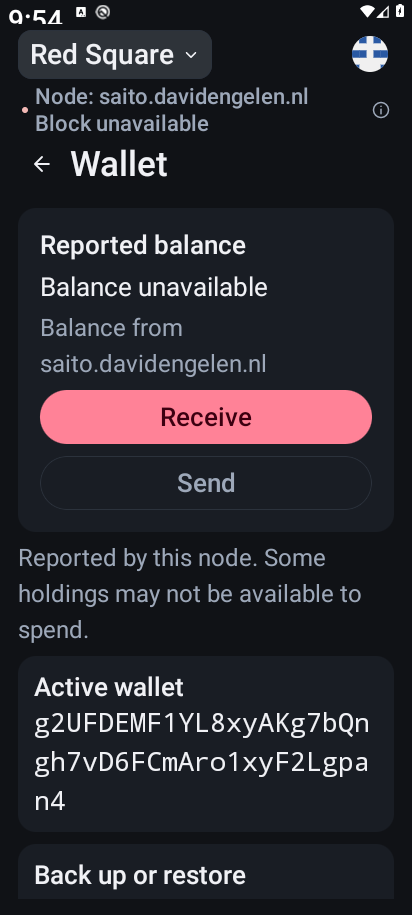 9:54
Red Square
Node: saito.davidengelen.nl
Block unavailable
Wallet
Reported balance
Balance unavailable
Balance from
saito.davidengelen.nl
Receive
Send
Reported by this node. Some
holdings may not be available to
spend.
Active wallet
g2UFDEMF1YL8xyAKg7bQn
gh7vD6FCmAro1xyF2Lgpa
n4
Back up or restore